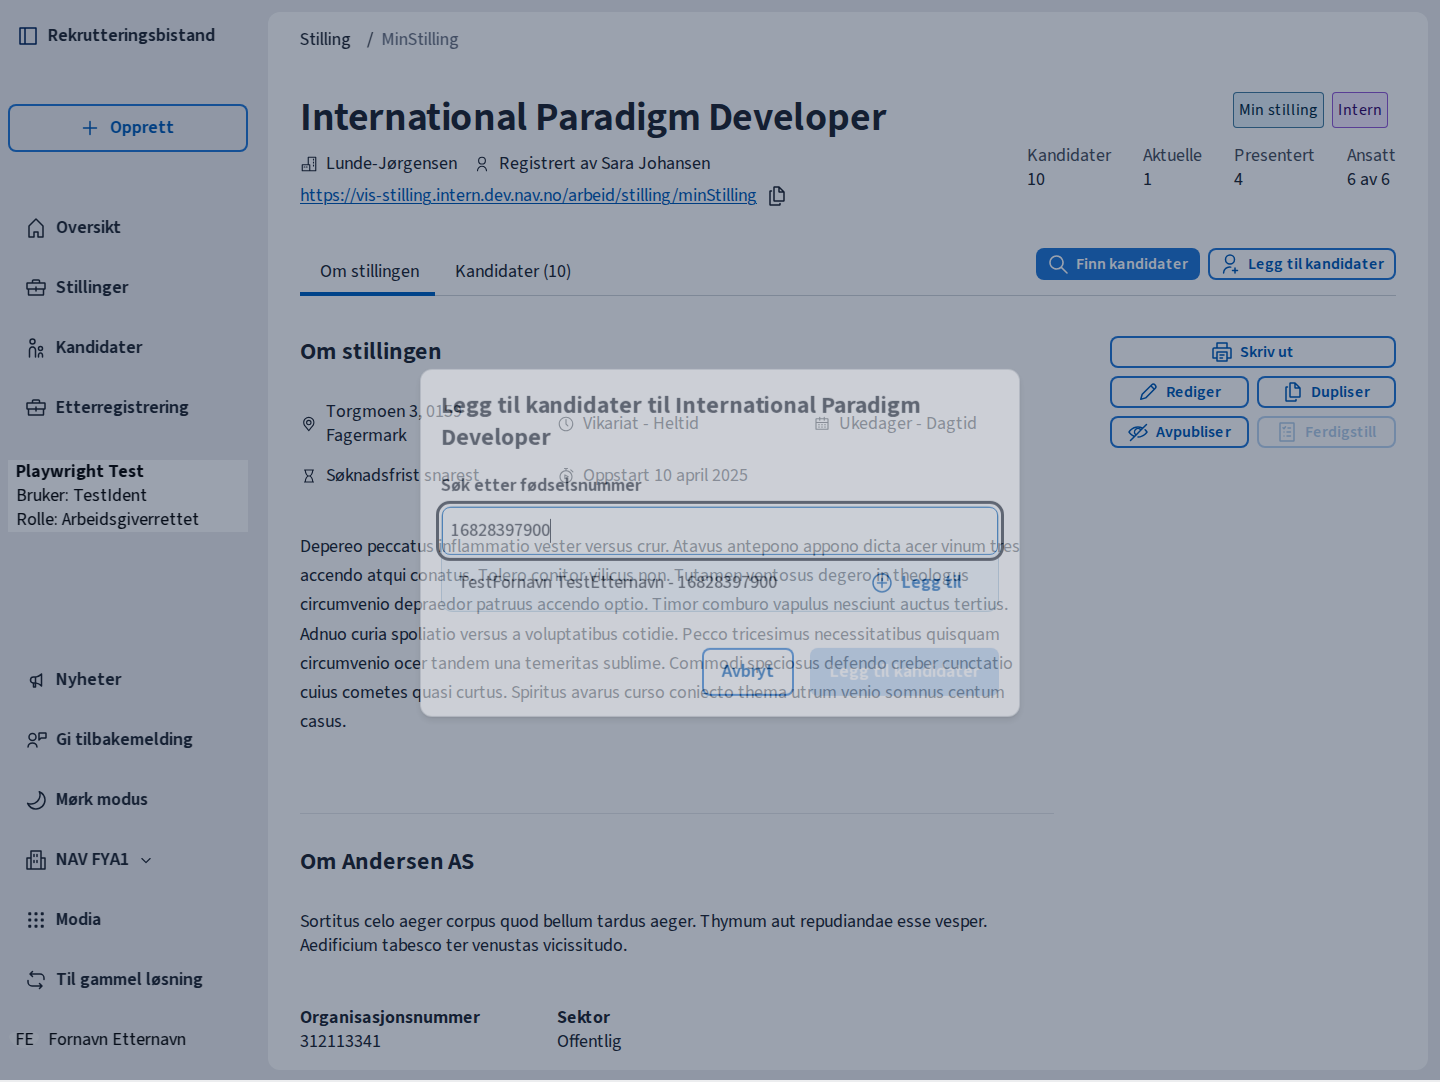 Rekrutteringsbistand
Opprett
Oversikt
Stillinger
Kandidater
Etterregistrering
Playwright Test
Bruker: TestIdent
Rolle: Arbeidsgiverrettet
Nyheter
Gi tilbakemelding
Mørk modus
NAV FYA1
Modia
Til gammel løsning
FE Fornavn Etternavn
Stilling / MinStilling
International Paradigm Developer
Min stilling
Intern
Lunde-Jørgensen Registrert av Sara Johansen
https://vis-stilling.intern.dev.nav.no/arbeid/stilling/minStilling
Kandidater Aktuelle Presentert Ansatt
10 1 4 6 av 6
Om stillingen Kandidater (10)
Finn kandidater
Legg til kandidater
Om stillingen
Skriv ut
Rediger
Dupliser
Avpubliser
Ferdigstill
Torgmoen 3, 0159
Fagermark
Vikariat - Heltid
Ukedager - Dagtid
Søknadsfrist snarest
Oppstart 10 april 2025
Depereo peccatus inflammatio vester versus crur. Atavus antepono appono dicta acer vinum tres
accendo atqui conatus. Tolero conitor vilicus non. Tutamen ventosus degero in theologus
circumvenio depraedor patruus accendo optio. Timor comburo vapulus nesciunt auctus tertius.
Adnuo curia spoliatio versus a voluptatibus cotidie. Pecco tricesimus necessitatibus quisquam
circumvenio ocer tandem una temeritas sublime. Commodi speciosus defendo creber cunctatio
cuius cometes quasi curtus. Spiritus avarus curso coniecto thema utrum venio somnus centum
casus.
Legg til kandidater til International Paradigm
Developer
Søk etter fødselsnummer
16828397900
TestFornavn TestEtternavn - 16828397900
Legg til
Avbryt
Legg til kandidater
Om Andersen AS
Sortitus celo aeger corpus quod bellum tardus aeger. Thymum aut repudiandae esse vesper.
Aedificium tabesco ter venustas vicissitudo.
Organisasjonsnummer Sektor
312113341 Offentlig